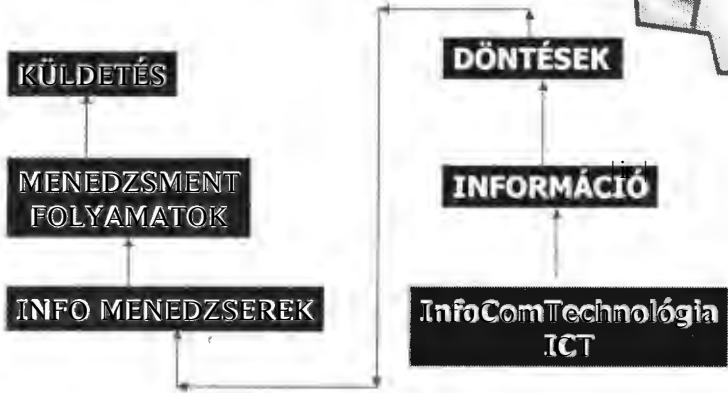 KÜLDETÉS
MENEDZSMENT
FOLYAMATOK
INFO MENEDZSEREK
DÖNTÉSEK
INFORMÁCIÓ
InfoComTechnológia
ICT